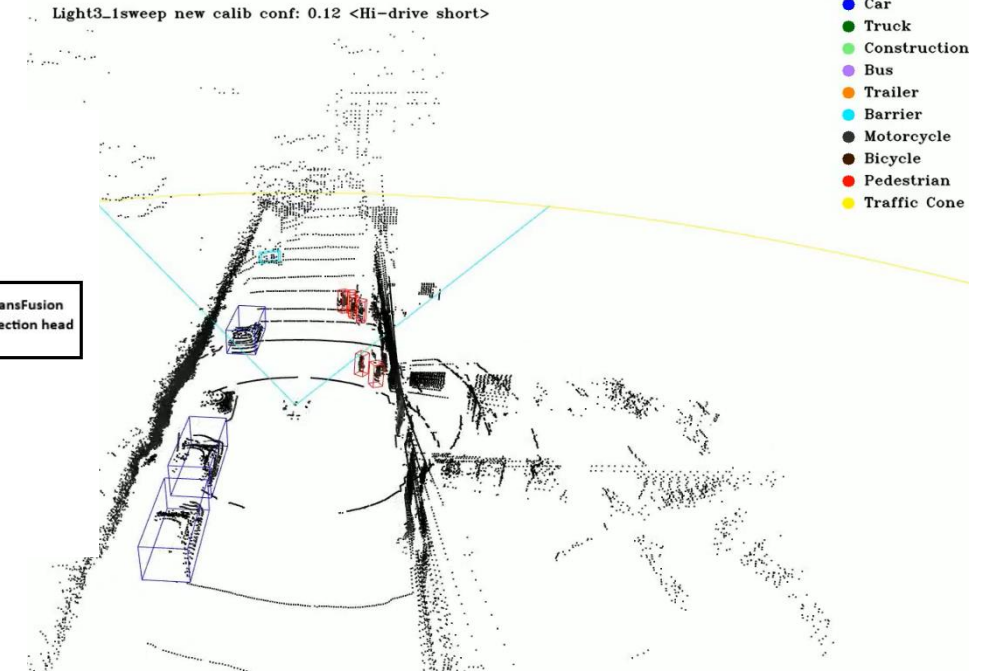 Light3_1sweep new calib conf: 0.12 <Hi-drive short>
Car
Truck
Construction
Bus
Trailer
Barrier
Motorcycle
Bicycle
Pedestrian
Traffic Cone
ansFusion
ection head